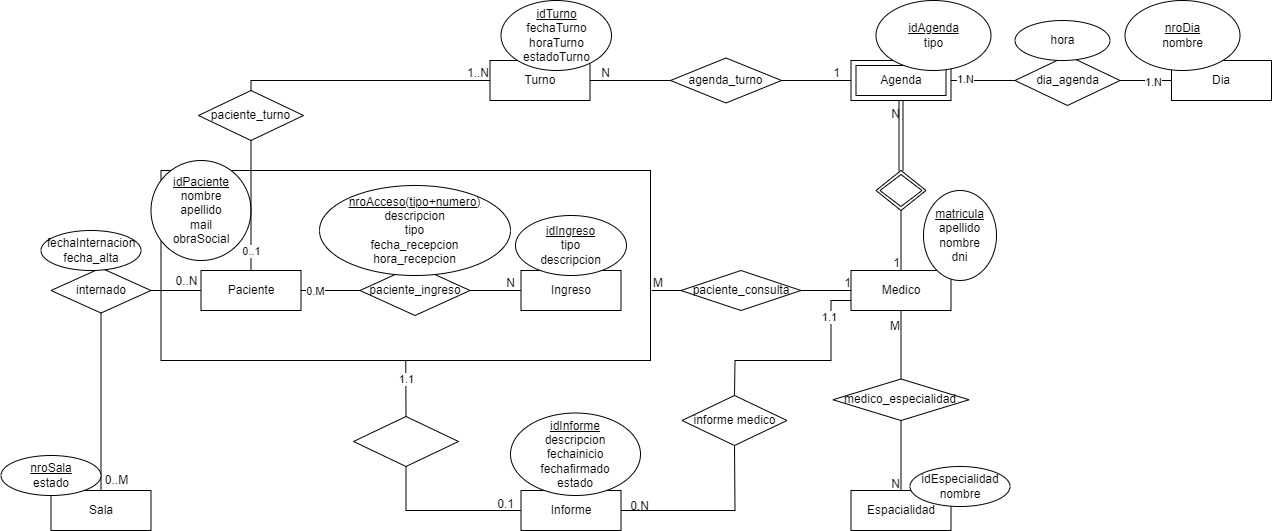 idTurno
fechaTurno
horaTurno
estadoTurno
Turno
1..N
N
agenda_turno
1
idAgenda
tipo
Agenda
1.N
hora
dia_agenda
1.N
nroDia
nombre
Dia
paciente_turno
N
idPaciente
nombre
apellido
mail
obraSocial
0..1
Paciente
fechaInternacion
fecha_alta
internado
0..N
nroAcceso(tipo+numero)
descripcion
tipo
fecha_recepcion
hora_recepcion
0.M
paciente_ingreso
N
idIngreso
tipo
descripcion
Ingreso
M
paciente_consulta
1
matricula
apellido
nombre
dni
1
Medico
1.1
M
1.1
informe medico
medico_especialidad
idInforme
descripcion
fechainicio
fechafirmado
estado
Informe
0.1
0.N
nroSala
estado
0..M
Sala
N
idEspecialidad
nombre
Espacialidad